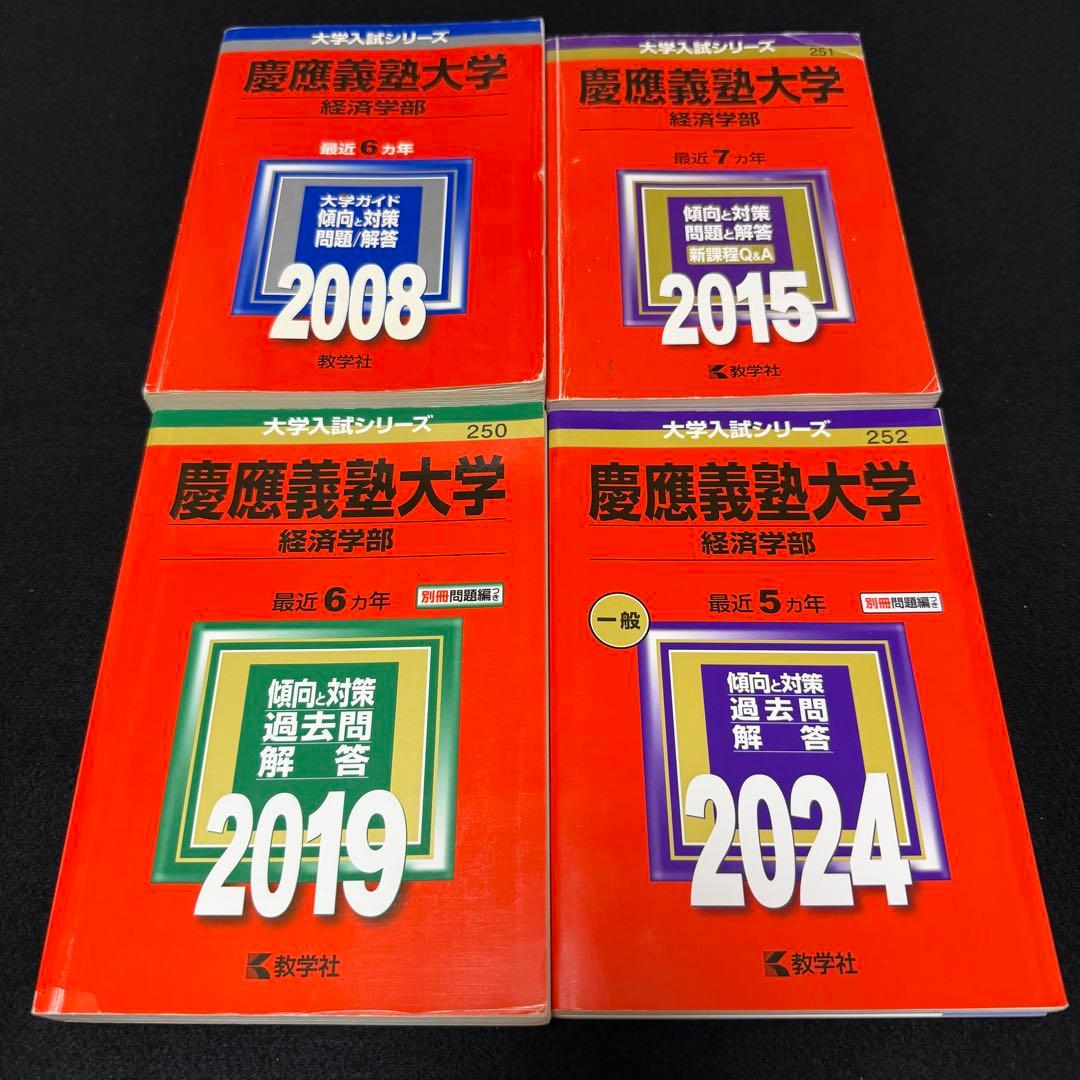 大学入試シリーズ
慶應義塾大学
経済学部
最近6ヵ年
大学ガイド
傾向と対策
問題/解答
2008
教学社
大学入試シリーズ
251
慶應義塾大学
経済学部
最近7ヵ年
傾向と対策
問題と解答
新課程Q&A
2015
教学社
大学入試シリーズ
250
慶應義塾大学
経済学部
最近6ヵ年
別冊問題編つき
傾向と対策
過去問
解答
2019
教学社
大学入試シリーズ
252
慶應義塾大学
経済学部
一般
最近5ヵ年
別冊問題編つき
傾向と対策
過去問
解答
2024
教学社